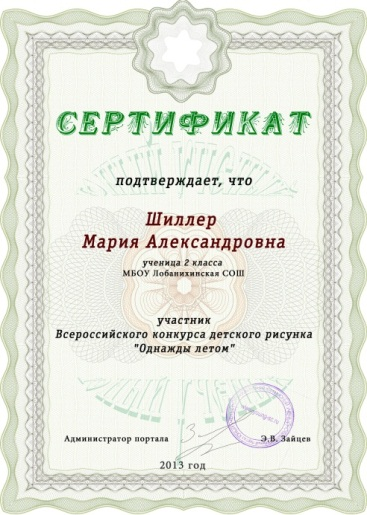 СЕРТИФИКАТ
подтверждает, что
Шиллер
Мария Александровна
ученица 2 класса
МБОУ Лобанихинская СОШ
участник
Всероссийского конкурса детского рисунка
"Однажды летом"
Администратор портала
Э.В. Зайцев
2013 год